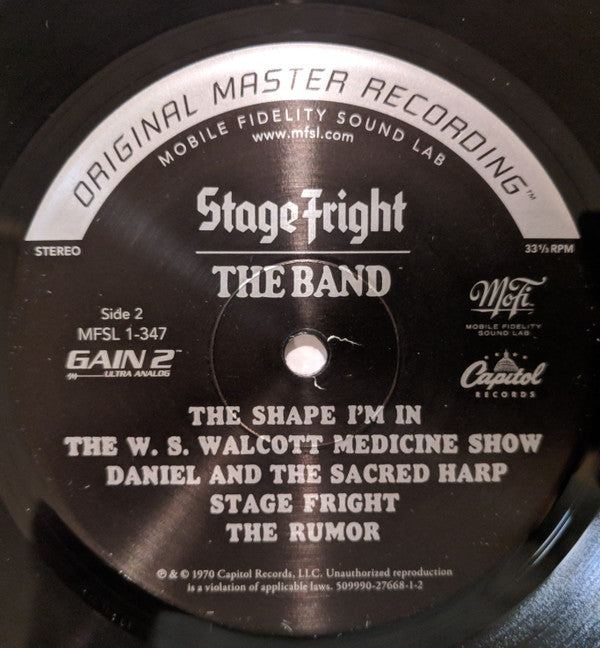 ORIGINAL MASTER RECORDING™
MOBILE FIDELITY SOUND LAB
www.mfsl.com
Stage Fright
STEREO
33⅓ RPM
THE BAND
Side 2
MFSL 1-347
GAIN 2™
ULTRA ANALOG
MoFi
MOBILE FIDELITY
SOUND LAB
Capitol
RECORDS
THE SHAPE I'M IN
THE W. S. WALCOTT MEDICINE SHOW
DANIEL AND THE SACRED HARP
STAGE FRIGHT
THE RUMOR
℗ & © 1970 Capitol Records, LLC. Unauthorized reproduction
is a violation of applicable laws. 509990-27668-1-2